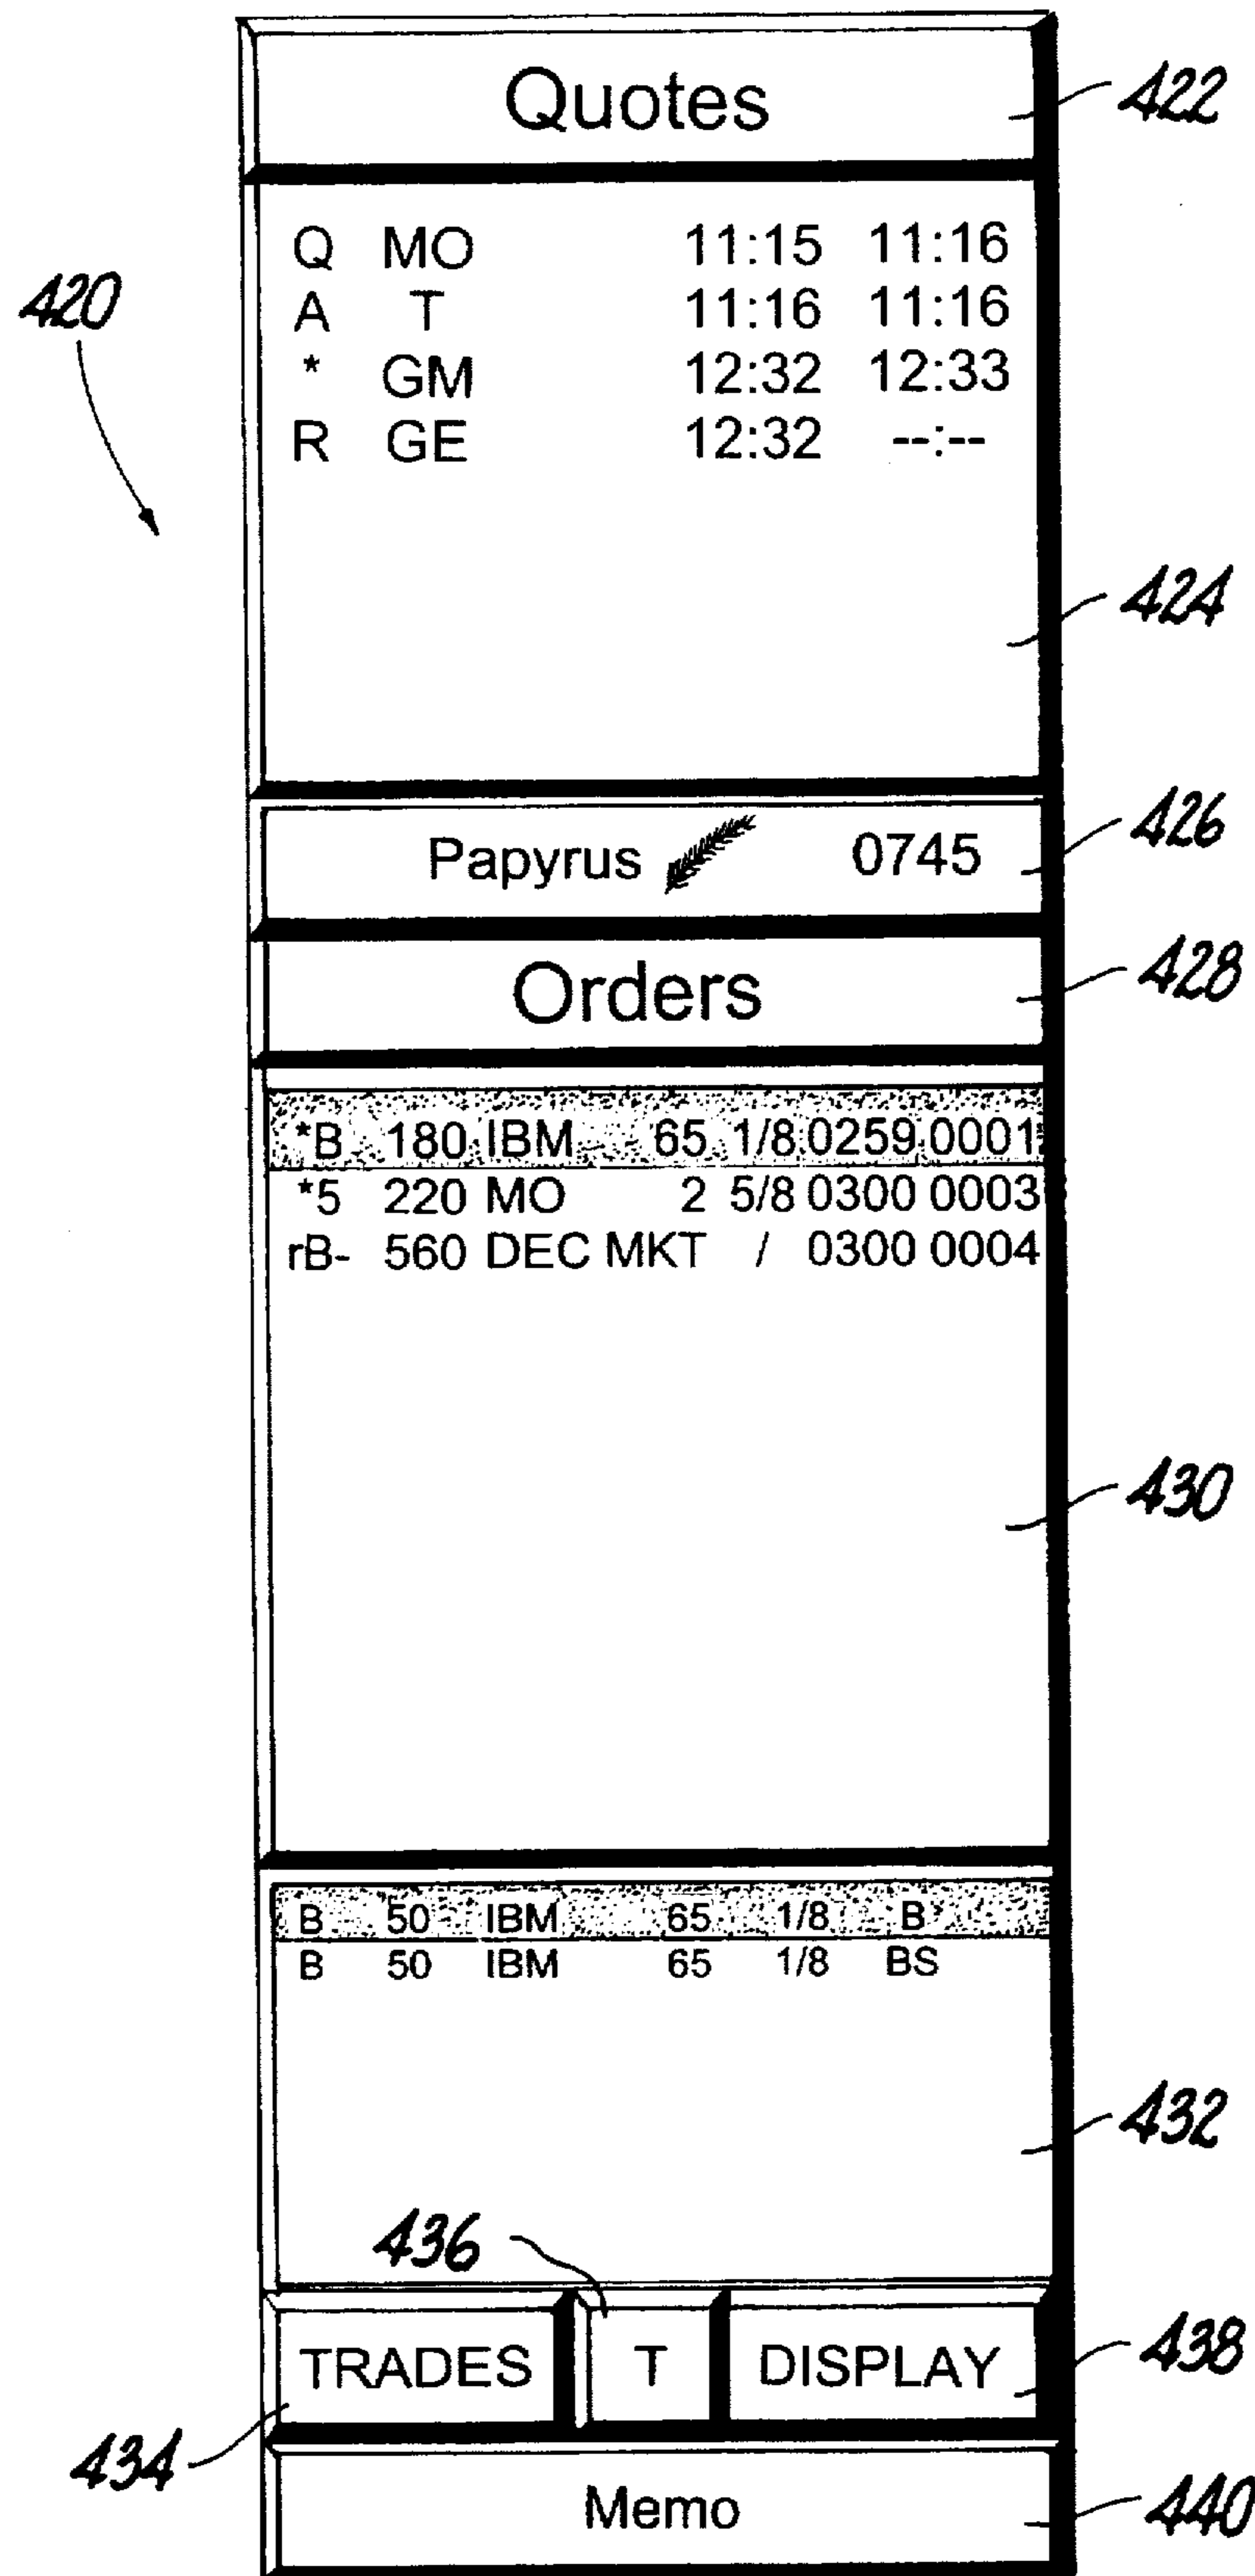 Quotes 422
420
Q MO 11:15 11:16
A T 11:16 11:16
* GM 12:32 12:33
R GE 12:32 --:--
424
Papyrus 0745 426
Orders 428
*B 180 IBM 65 1/8 0259 0001
*5 220 MO 2 5/8 0300 0003
rB- 560 DEC MKT / 0300 0004
430
B 50 IBM 65 1/8 B
B 50 IBM 65 1/8 BS
432
436
TRADES T DISPLAY 438
434
Memo 440